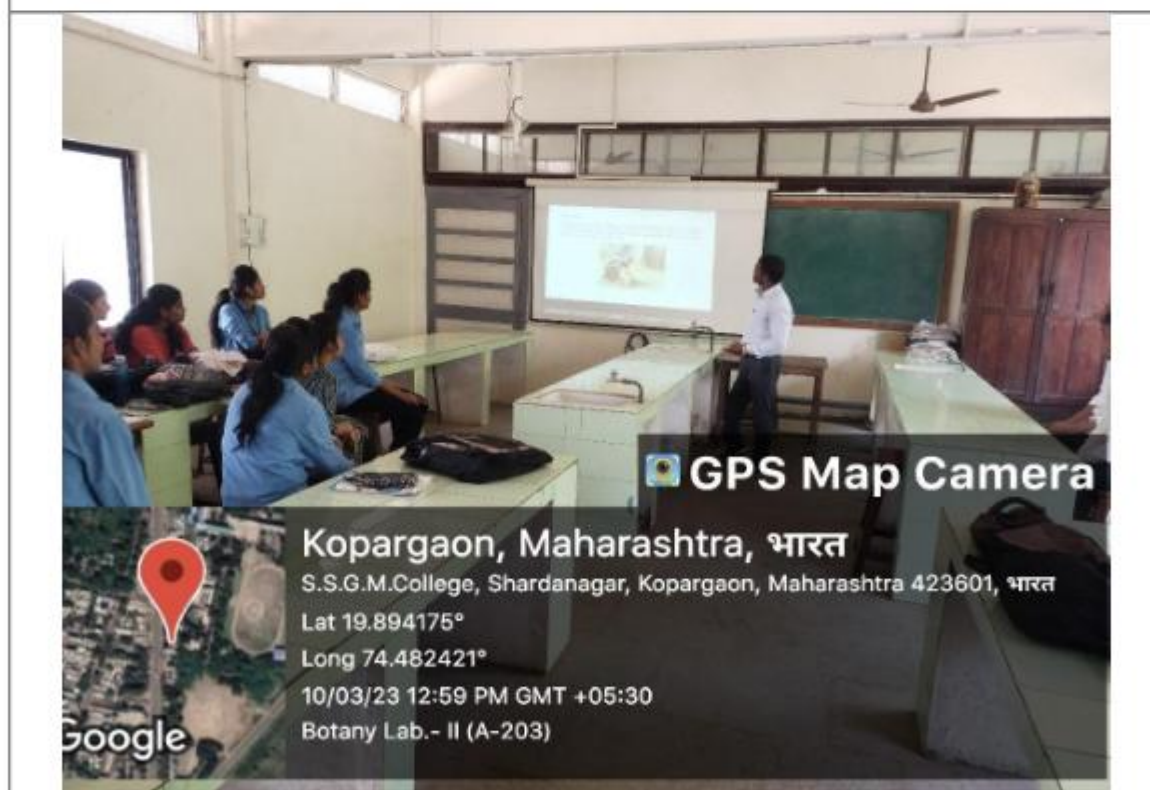 GPS Map Camera
Kopargaon, Maharashtra, भारत
S.S.G.M.College, Shardanagar, Kopargaon, Maharashtra 423601, भारत
Lat 19.894175°
Long 74.482421°
10/03/23 12:59 PM GMT +05:30
Botany Lab.- II (A-203)
Google